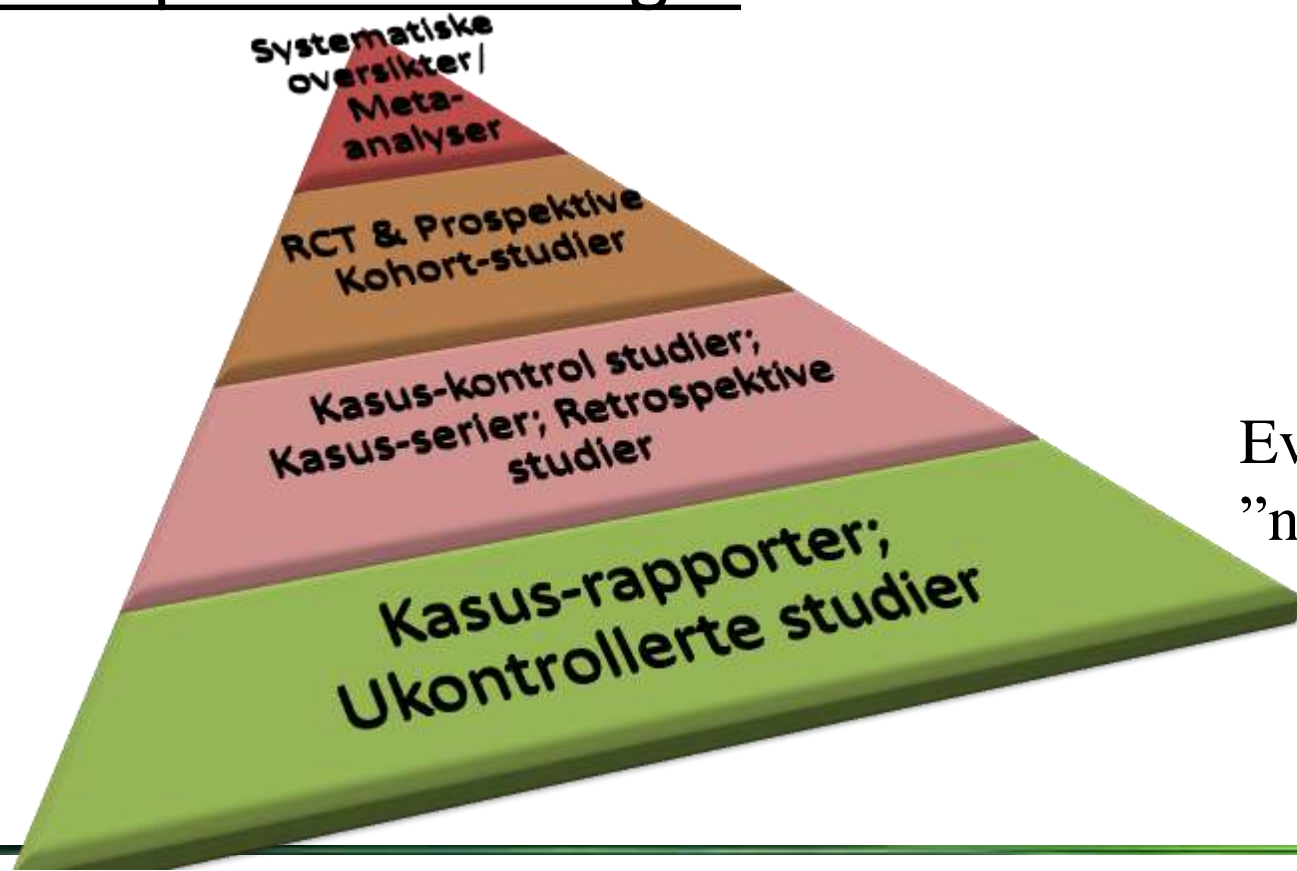 Systematiske
oversikter/
Meta-
analyser
RCT & Prospektive
Kohort-studier
Kasus-kontrol studier;
Kasus-serier; Retrospektive
studier
Kasus-rapporter;
Ukontrollerte studier